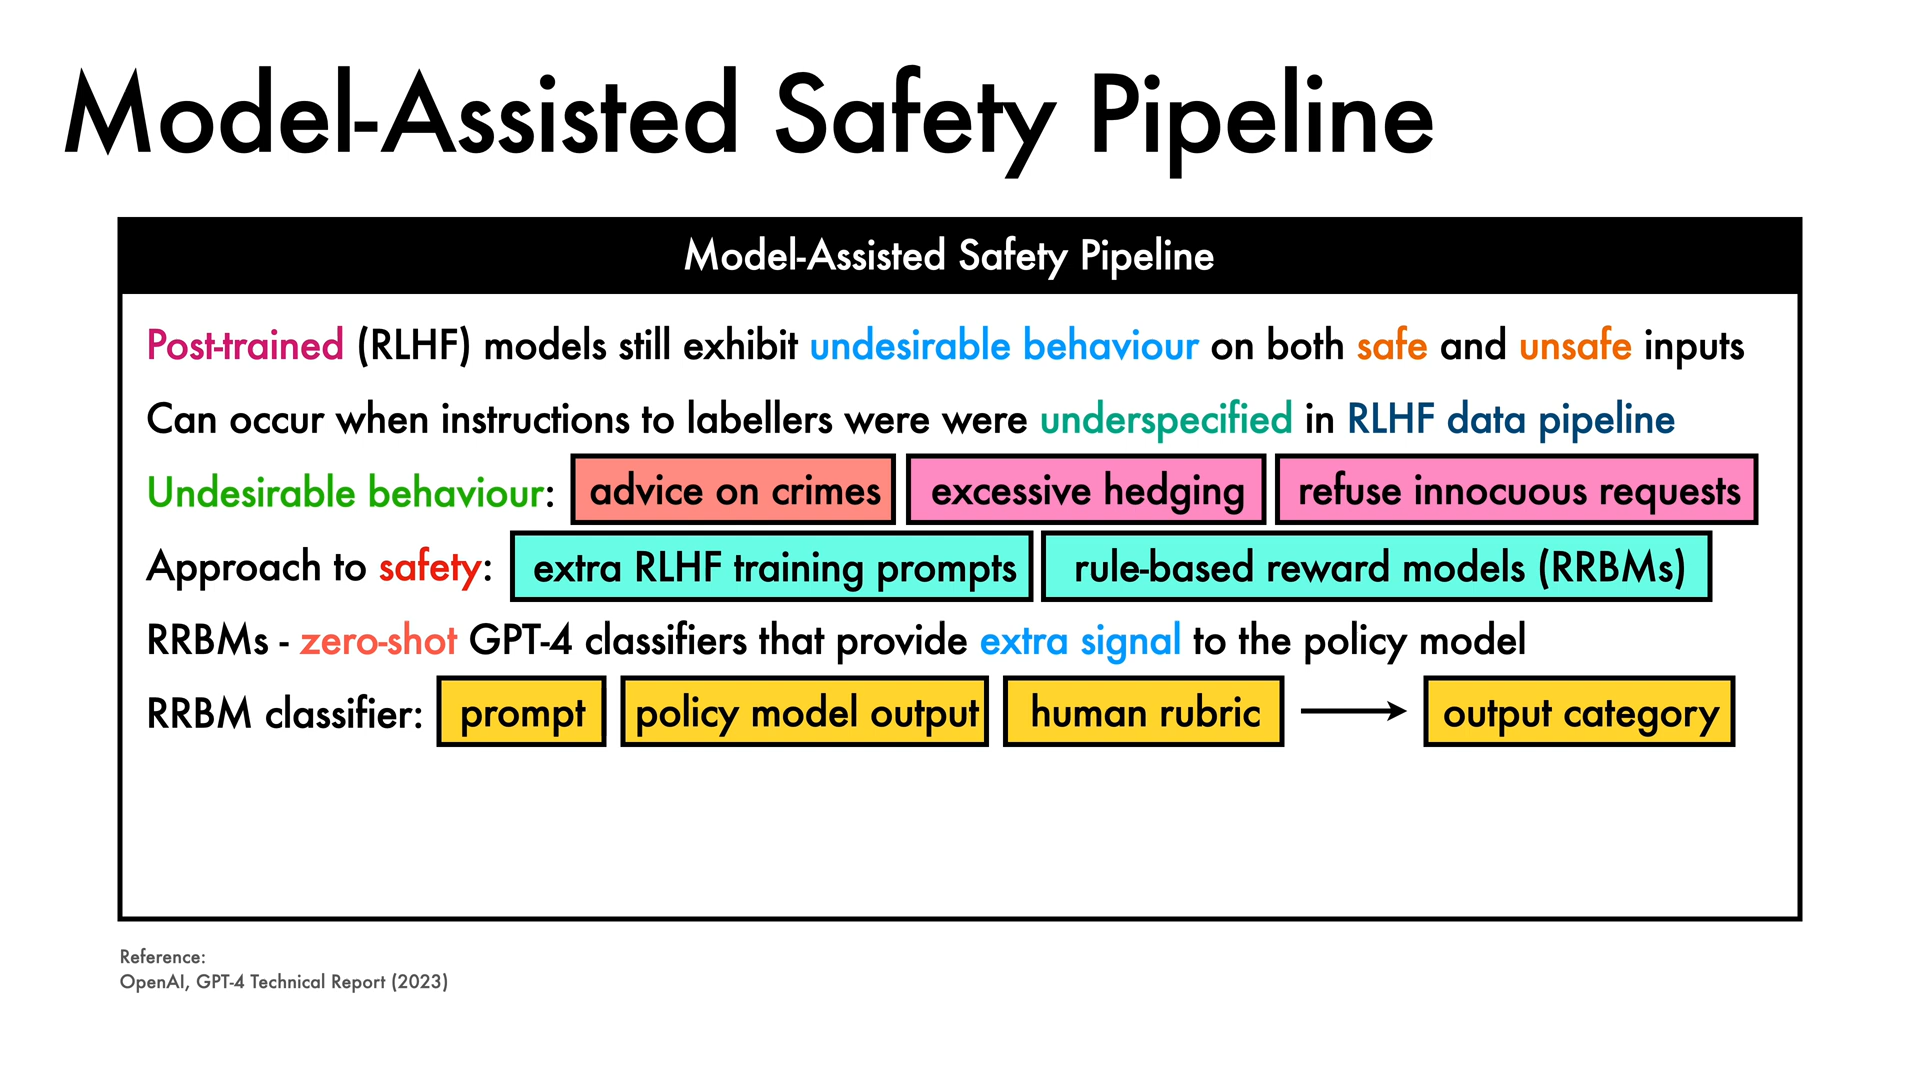 Model-Assisted Safety Pipeline
Model-Assisted Safety Pipeline
Post-trained (RLHF) models still exhibit undesirable behaviour on both safe and unsafe inputs
Can occur when instructions to labellers were were underspecified in RLHF data pipeline
Undesirable behaviour: advice on crimes excessive hedging refuse innocuous requests
Approach to safety: extra RLHF training prompts rule-based reward models (RRBMs)
RRBMs - zero-shot GPT-4 classifiers that provide extra signal to the policy model
RRBM classifier: prompt policy model output human rubric output category
Reference:
OpenAI, GPT-4 Technical Report (2023)